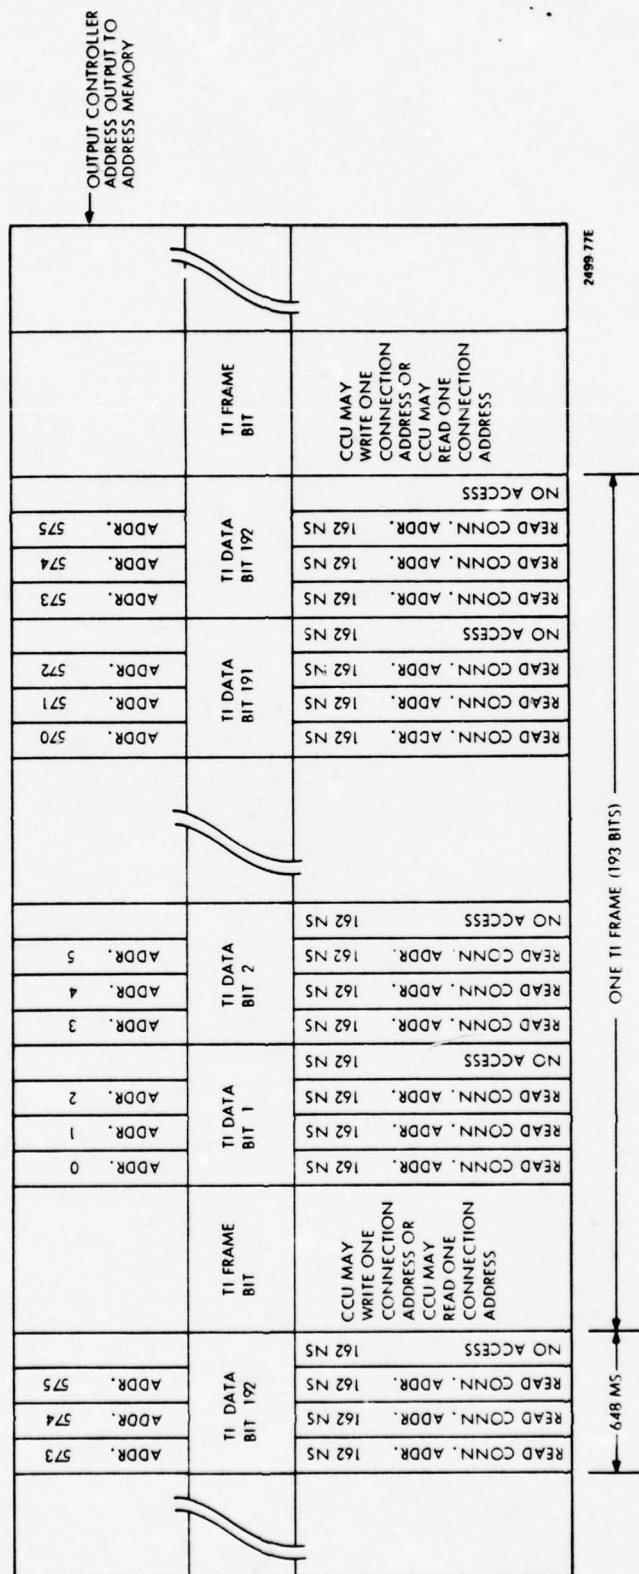 OUTPUT CONTROLLER
ADDRESS OUTPUT TO
ADDRESS MEMORY
ADDR. 573
ADDR. 574
ADDR. 575
ADDR. 0
ADDR. 1
ADDR. 2
ADDR. 3
ADDR. 4
ADDR. 5
ADDR. 570
ADDR. 571
ADDR. 572
ADDR. 573
ADDR. 574
ADDR. 575
TI DATA
BIT 192
TI FRAME
BIT
TI DATA
BIT 1
TI DATA
BIT 2
TI DATA
BIT 191
TI DATA
BIT 192
TI FRAME
BIT
READ CONN. ADDR. 162 NS
READ CONN. ADDR. 162 NS
READ CONN. ADDR. 162 NS
NO ACCESS 162 NS
CCU MAY
WRITE ONE
CONNECTION
ADDRESS OR
CCU MAY
READ ONE
CONNECTION
ADDRESS
READ CONN. ADDR. 162 NS
READ CONN. ADDR. 162 NS
READ CONN. ADDR. 162 NS
NO ACCESS 162 NS
READ CONN. ADDR. 162 NS
READ CONN. ADDR. 162 NS
READ CONN. ADDR. 162 NS
NO ACCESS 162 NS
READ CONN. ADDR. 162 NS
READ CONN. ADDR. 162 NS
READ CONN. ADDR. 162 NS
NO ACCESS 162 NS
READ CONN. ADDR. 162 NS
READ CONN. ADDR. 162 NS
READ CONN. ADDR. 162 NS
NO ACCESS
CCU MAY
WRITE ONE
CONNECTION
ADDRESS OR
CCU MAY
READ ONE
CONNECTION
ADDRESS
2499-77E
648 MS
ONE TI FRAME (193 BITS)